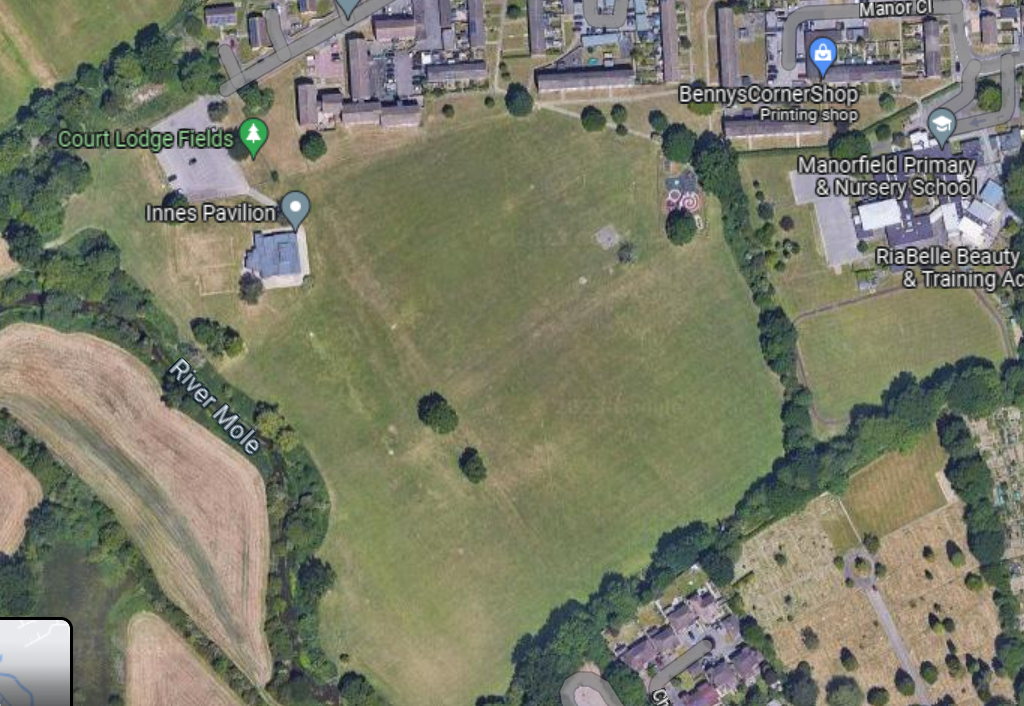 Manor Cl
BennysCornerShop
Printing shop
Court Lodge Fields
Manorfield Primary
& Nursery School
Innes Pavilion
RiaBelle Beauty
& Training Ac
River Mole
Ch